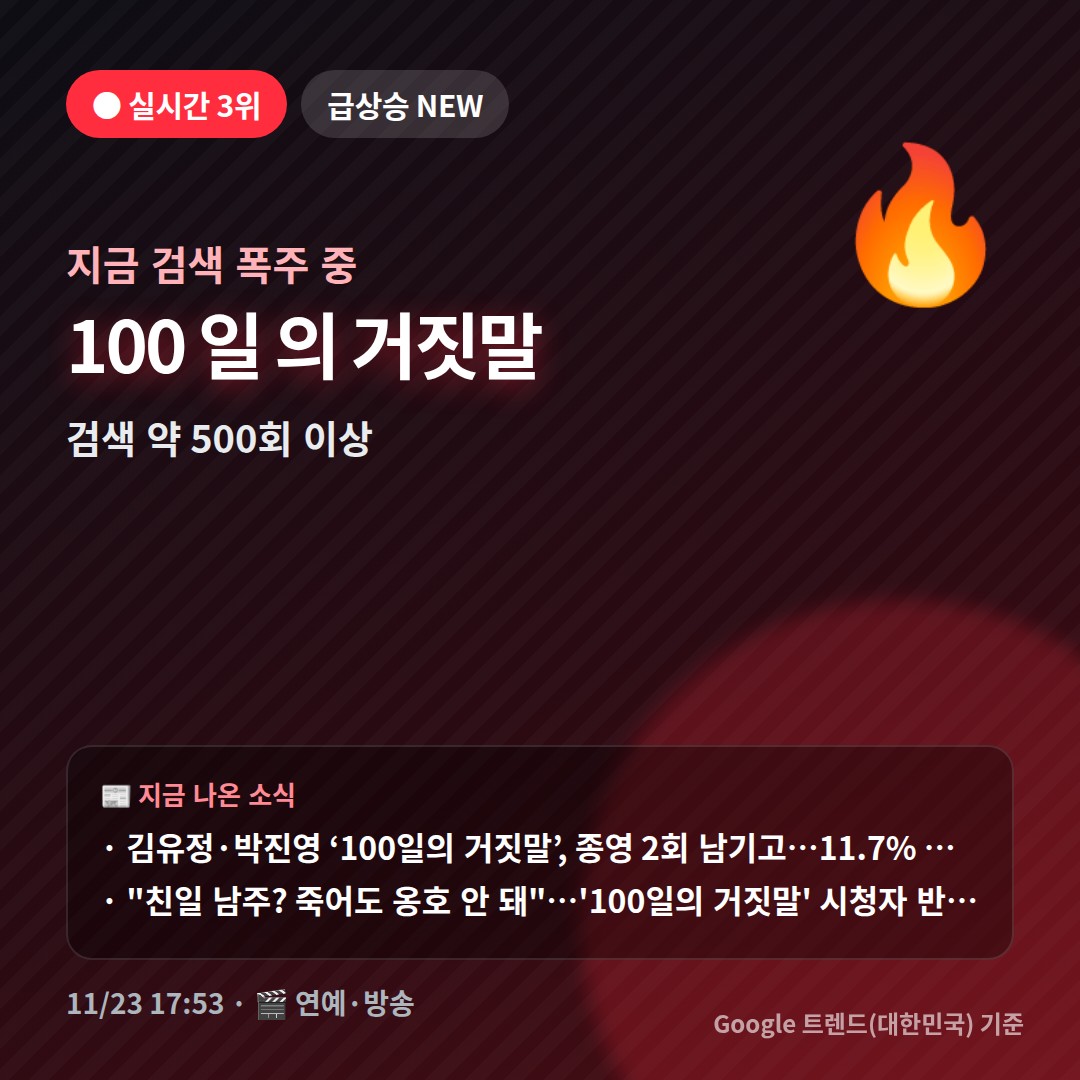 실시간 3위
급상승 NEW
지금 검색 폭주 중
100 일 의 거짓말
검색 약 500회 이상
지금 나온 소식
· 김유정·박진영 ‘100일의 거짓말’, 종영 2회 남기고…11.7% …
· "친일 남주? 죽어도 옹호 안 돼"…'100일의 거짓말' 시청자 반…
11/23 17:53 · 🎬 연예·방송
Google 트렌드(대한민국) 기준